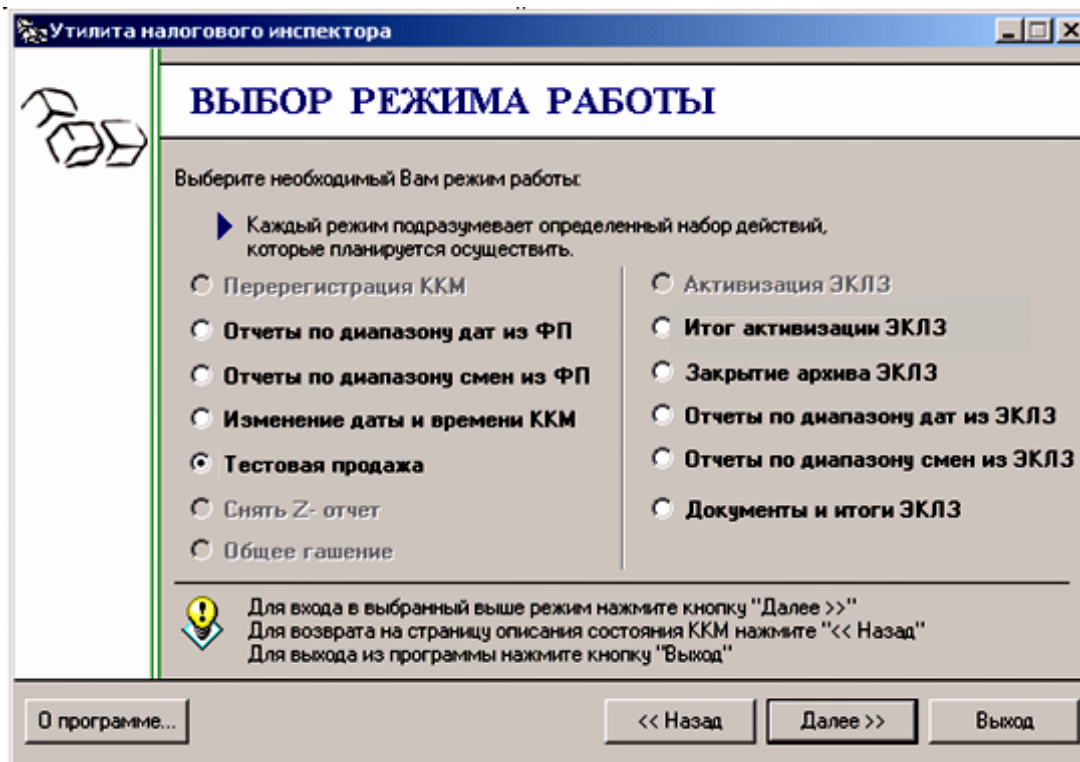 Утилита налогового инспектора
ВЫБОР РЕЖИМА РАБОТЫ
Выберите необходимый Вам режим работы:
Каждый режим подразумевает определенный набор действий,
которые планируется осуществить.
Перерегистрация ККМ
Отчеты по диапазону дат из ФП
Отчеты по диапазону смен из ФП
Изменение даты и времени ККМ
Тестовая продажа
Снять Z- отчет
Общее гашение
Активизация ЭКЛЗ
Итог активизации ЭКЛЗ
Закрытие архива ЭКЛЗ
Отчеты по диапазону дат из ЭКЛЗ
Отчеты по диапазону смен из ЭКЛЗ
Документы и итоги ЭКЛЗ
Для входа в выбранный выше режим нажмите кнопку "Далее >>"
Для возврата на страницу описания состояния ККМ нажмите "<< Назад"
Для выхода из программы нажмите кнопку "Выход"
О программе...
<< Назад
Далее >>
Выход